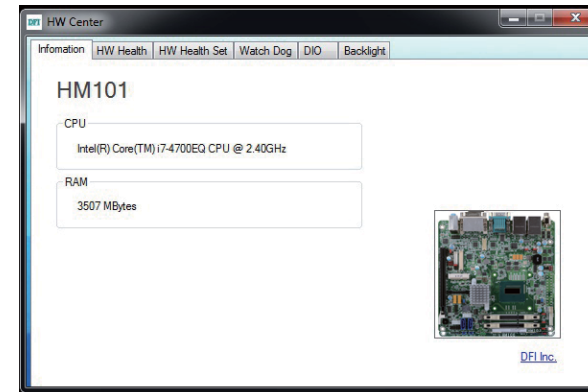 DFI HW Center
Infomation HW Health HW Health Set Watch Dog DIO Backlight
HM101
CPU
Intel(R) Core(TM) i7-4700EQ CPU @ 2.40GHz
RAM
3507 MBytes
DFI Inc.